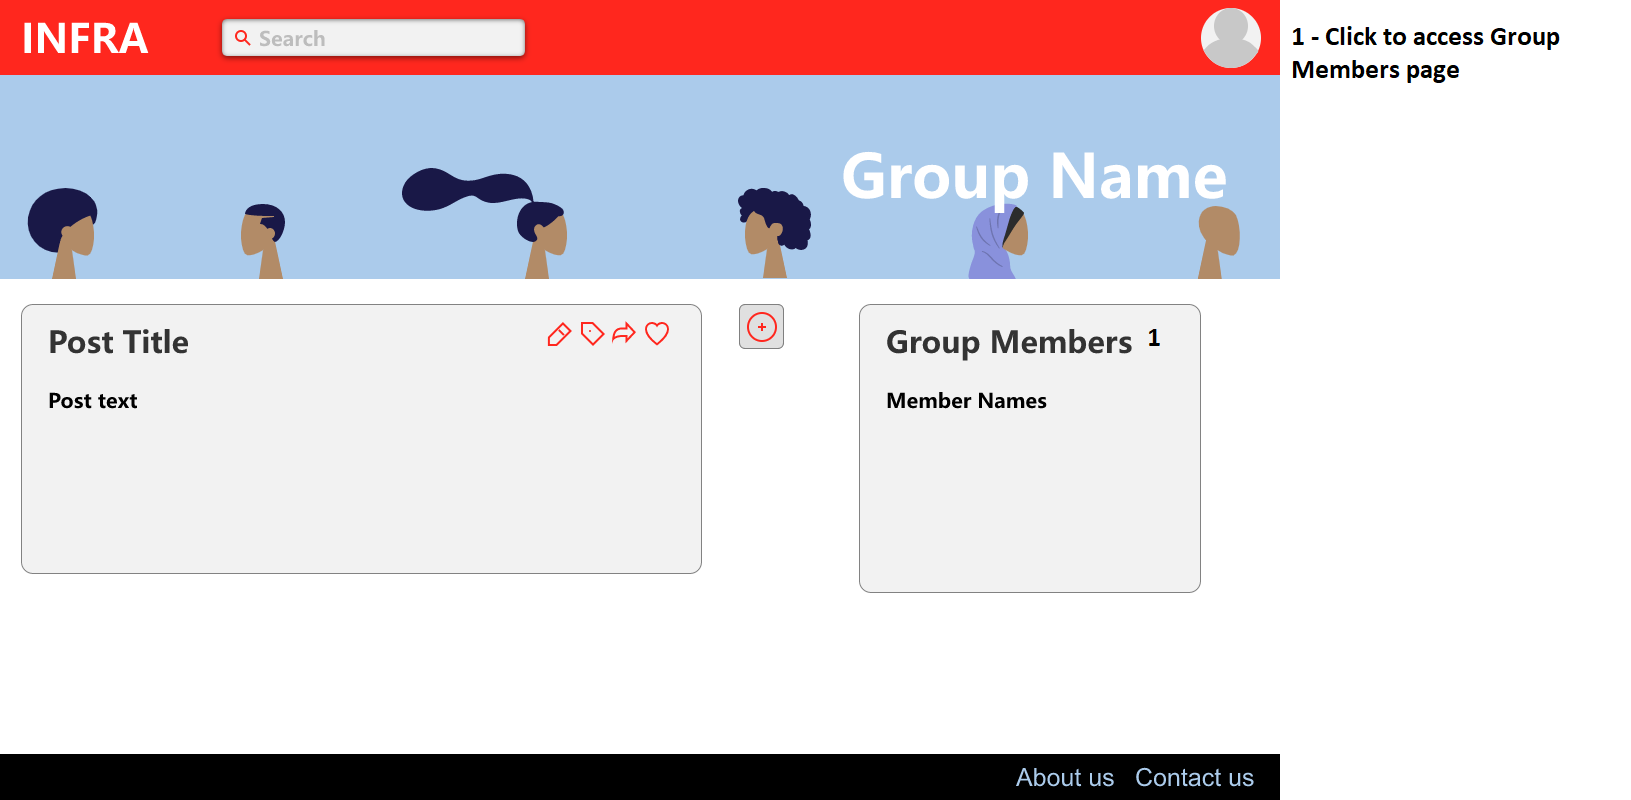 INFRA
Search
1 - Click to access Group
Members page
Group Name
Post Title
Group Members 1
Post text
Member Names
About us
Contact us